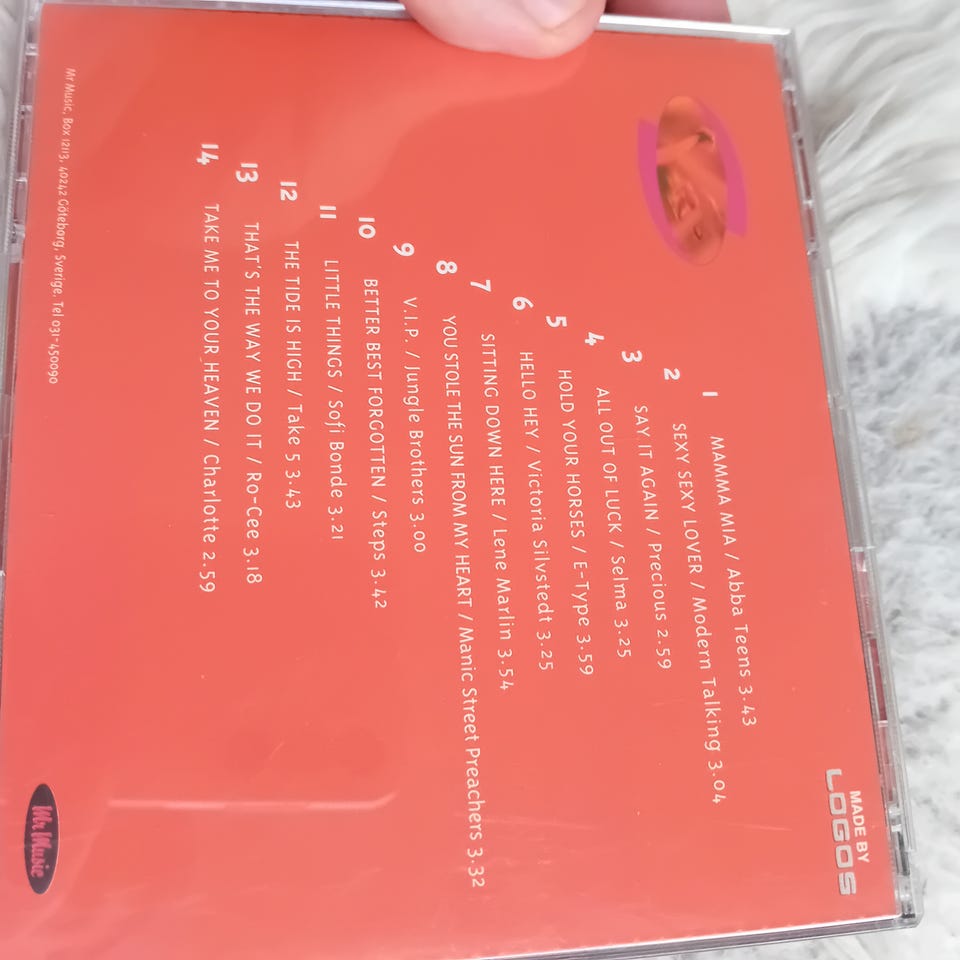 1 MAMMA MIA / Abba Teens 3.43
2 SEXY SEXY LOVER / Modern Talking 3.04
3 SAY IT AGAIN / Precious 2.59
4 ALL OUT OF LUCK / Selma 3.25
5 HOLD YOUR HORSES / E-Type 3.59
6 HELLO HEY / Victoria Silvstedt 3.25
7 SITTING DOWN HERE / Lene Marlin 3.54
8 YOU STOLE THE SUN FROM MY HEART / Manic Street Preachers 3.32
9 V.I.P. / Jungle Brothers 3.00
10 BETTER BEST FORGOTTEN / Steps 3.42
11 LITTLE THINGS / Sofi Bonde 3.21
12 THE TIDE IS HIGH / Take 5 3.43
13 THAT'S THE WAY WE DO IT / Ro-Cee 3.18
14 TAKE ME TO YOUR HEAVEN / Charlotte 2.59
MADE BY
LOGOS
Mr Music, Box 12113, 40242 Göteborg, Sverige. Tel 031-450090
Mr Music